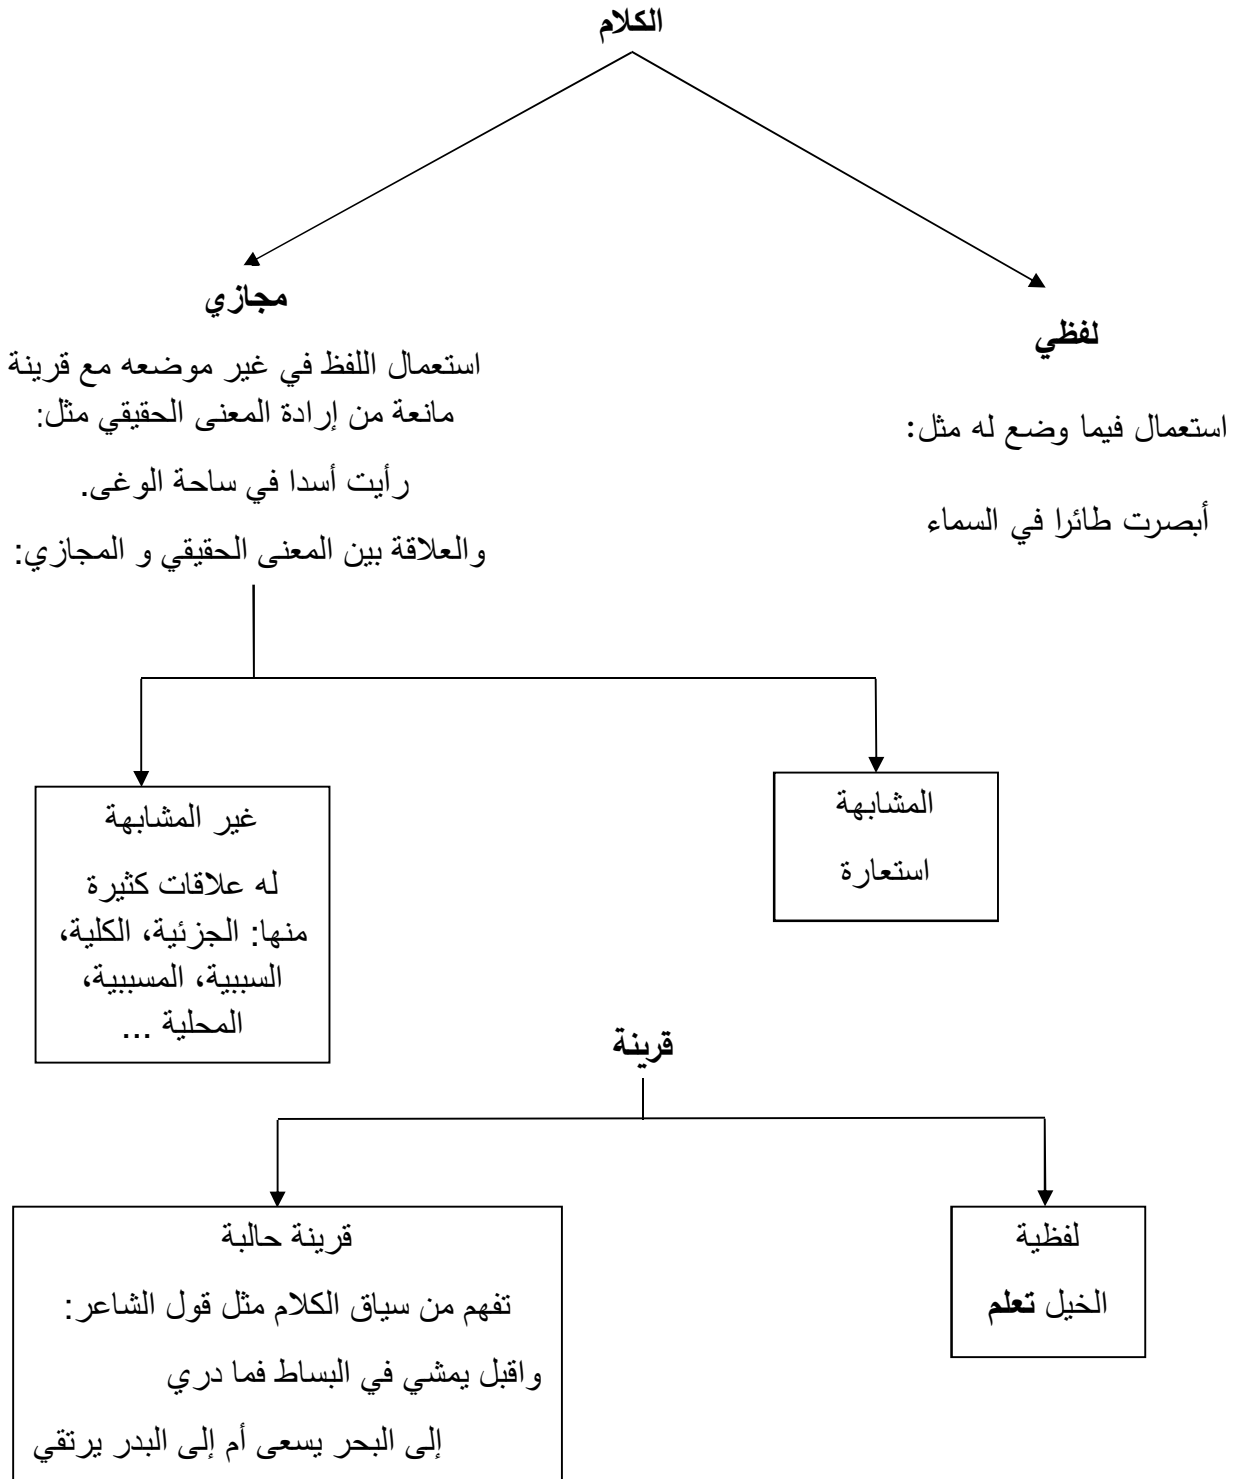 الكلام
لفظي
استعمال فيما وضع له مثل:
أبصرت طائرا في السماء
مجازي
استعمال اللفظ في غير موضعه مع قرينة
مانعة من إرادة المعنى الحقيقي مثل:
رأيت أسدا في ساحة الوغى.
والعلاقة بين المعنى الحقيقي و المجازي:
المشابهة
استعارة
غير المشابهة
له علاقات كثيرة
منها: الجزئية، الكلية،
السببية، المسببية،
المحلية ...
قرينة
لفظية
الخيل تعلم
قرينة حالبة
تفهم من سياق الكلام مثل قول الشاعر:
واقبل يمشي في البساط فما دري
إلى البحر يسعى أم إلى البدر يرتقي